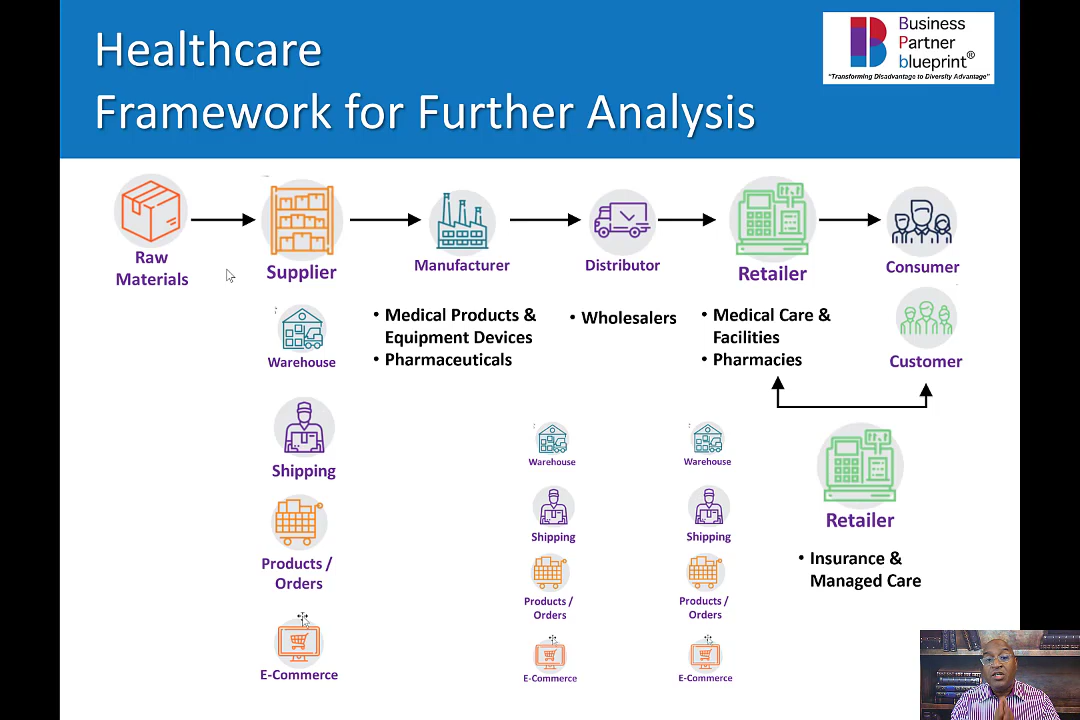 Healthcare
Framework for Further Analysis
Business
Partner
blueprint®
"Transforming Disadvantage to Diversity Advantage"
Raw
Materials
Supplier
Manufacturer
Distributor
Retailer
Consumer
Warehouse
• Medical Products &
Equipment Devices
• Pharmaceuticals
• Wholesalers
• Medical Care &
Facilities
• Pharmacies
Customer
Shipping
Products /
Orders
E-Commerce
Warehouse
Shipping
Products /
Orders
E-Commerce
Warehouse
Shipping
Products /
Orders
E-Commerce
Retailer
• Insurance &
Managed Care